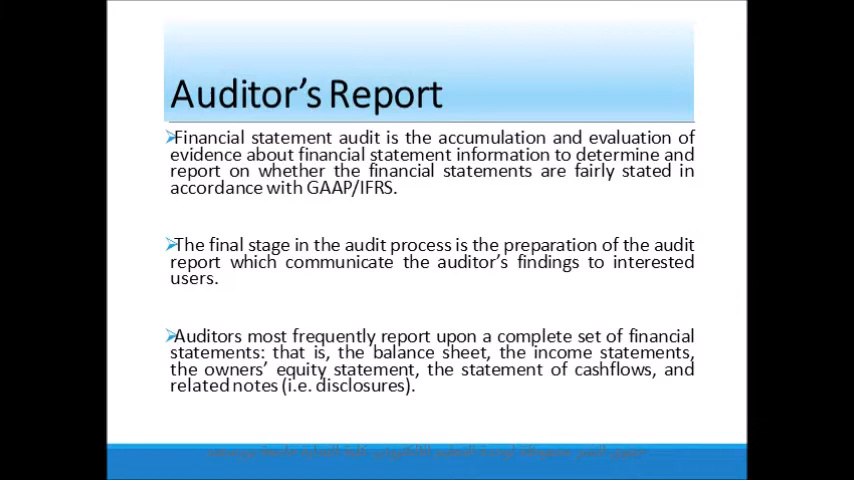 Auditor's Report
➢Financial statement audit is the accumulation and evaluation of
evidence about financial statement information to determine and
report on whether the financial statements are fairly stated in
accordance with GAAP/IFRS.
➢The final stage in the audit process is the preparation of the audit
report which communicate the auditor's findings to interested
users.
➢Auditors most frequently report upon a complete set of financial
statements: that is, the balance sheet, the income statements,
the owners' equity statement, the statement of cashflows, and
related notes (i.e. disclosures).